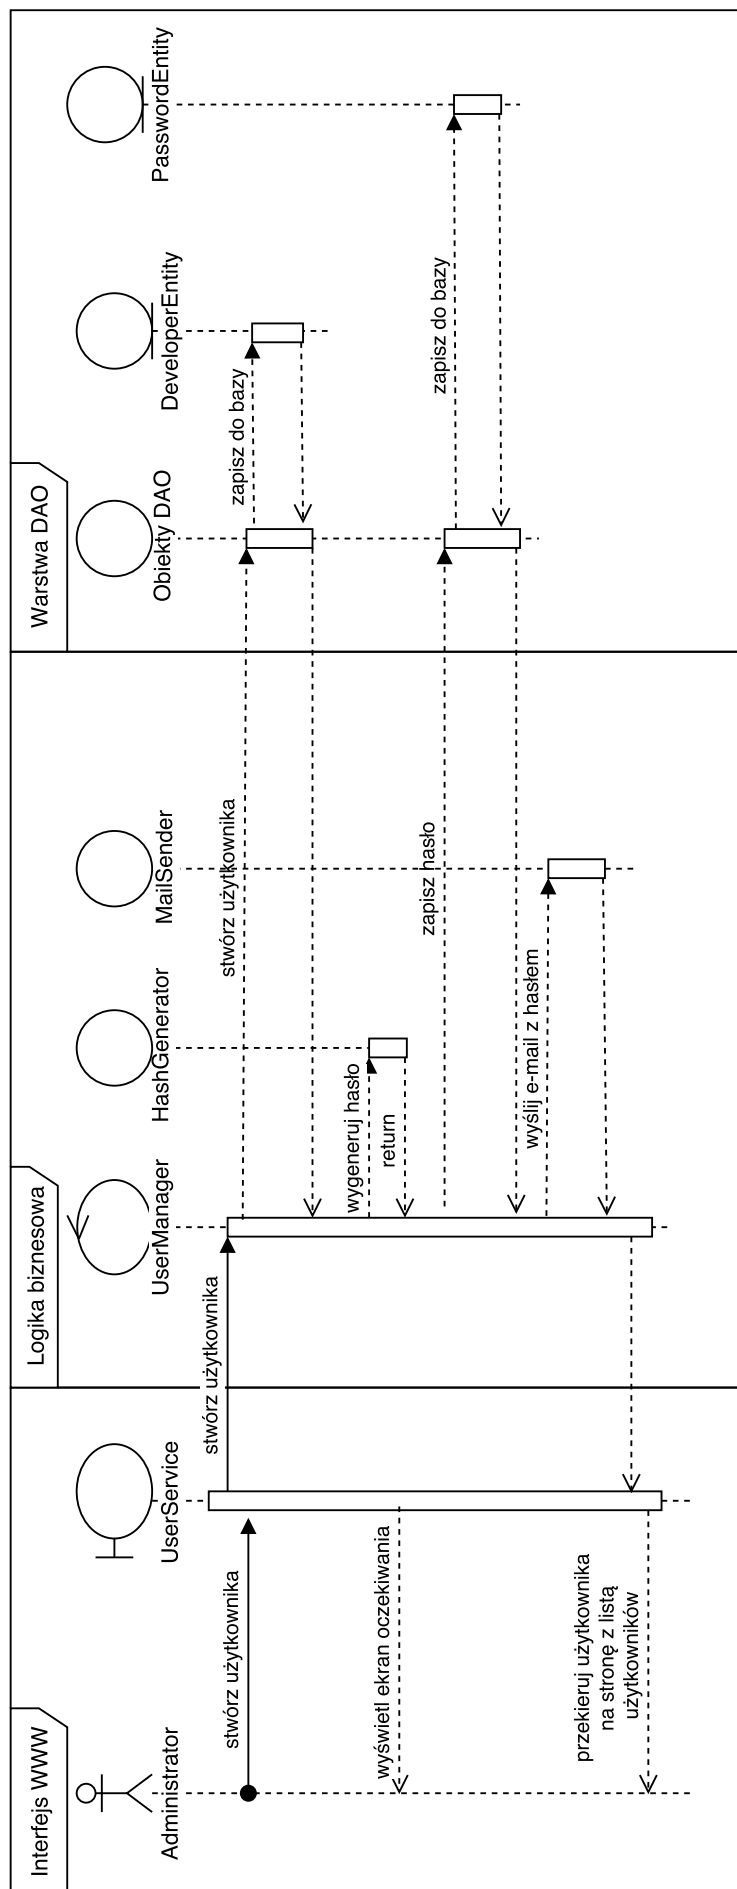 Interfejs WWW
Logika biznesowa
Warstwa DAO
Administrator
UserService
UserManager
HashGenerator
MailSender
Obiekty DAO
DeveloperEntity
PasswordEntity
stwórz użytkownika
stwórz użytkownika
stwórz użytkownika
zapisz do bazy
wygeneruj hasło
return
wyświetl ekran oczekiwania
zapisz hasło
zapisz do bazy
wyślij e-mail z hasłem
przekieruj użytkownika
na stronę z listą
użytkowników